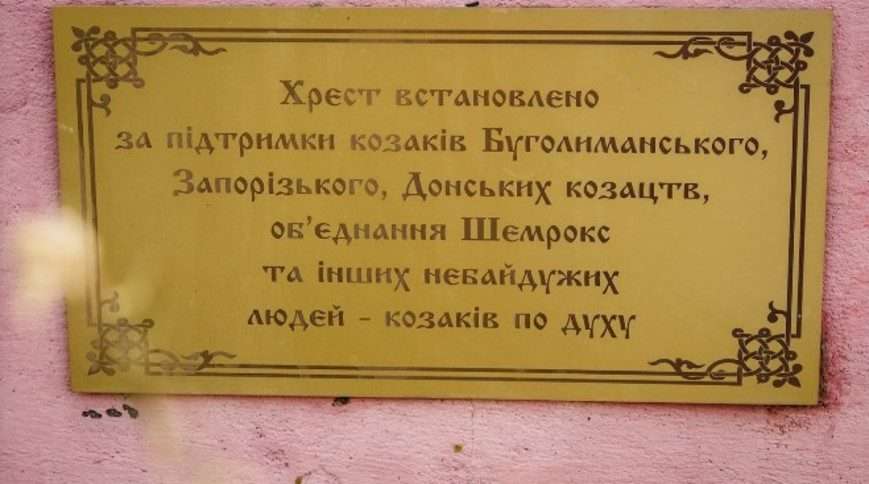 Хрест встановлено
за підтримки козаків Буголиманського,
Запорізького, Донських козацтв,
об’єднання Шемрокс
та інших небайдужих
людей - козаків по духу